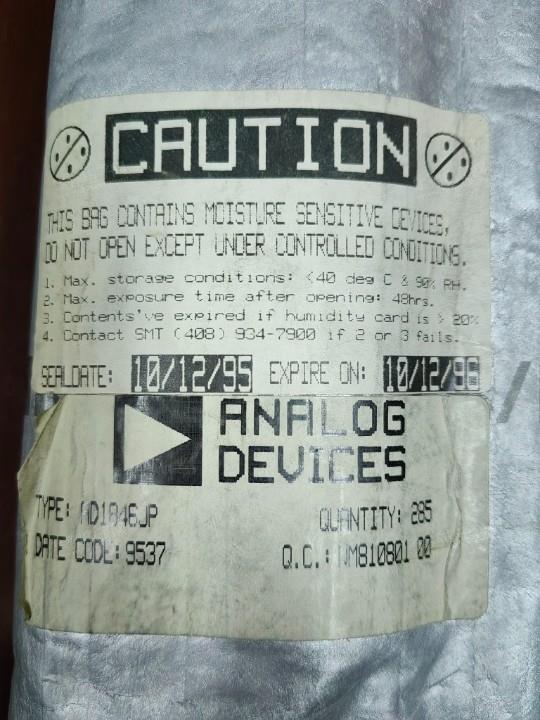 CAUTION
THIS BAG CONTAINS MOISTURE SENSITIVE DEVICES,
DO NOT OPEN EXCEPT UNDER CONTROLLED CONDITIONS.
1. Max. storage conditions: <40 deg C & 90% RH.
2. Max. exposure time after opening: 48hrs.
3. Contents've expired if humidity card is > 20%
4. Contact SMT (408) 934-7900 if 2 or 3 fails.
SEALDATE: 10/12/95 EXPIRE ON: 10/12/96
ANALOG
DEVICES
TYPE: AD1846JP QUANTITY: 285
DATE CODE: 9537 Q.C.: NM810801 00